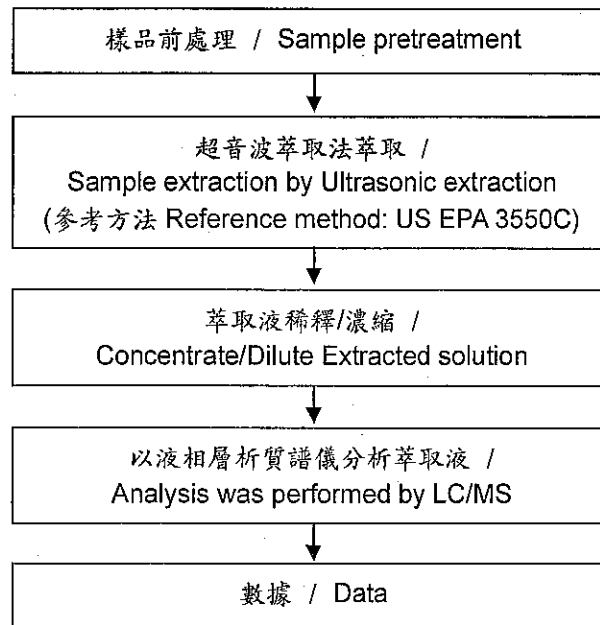 樣品前處理 / Sample pretreatment
超音波萃取法萃取 /
Sample extraction by Ultrasonic extraction
(參考方法 Reference method: US EPA 3550C)
萃取液稀釋/濃縮 /
Concentrate/Dilute Extracted solution
以液相層析質譜儀分析萃取液 /
Analysis was performed by LC/MS
數據 / Data